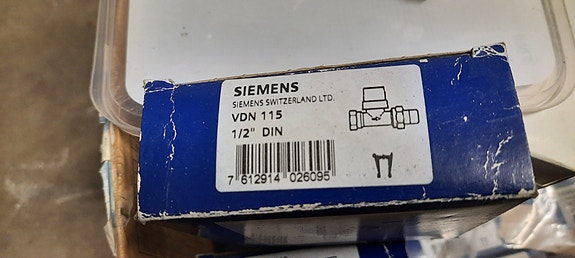 SIEMENS
SIEMENS SWITZERLAND LTD.
VDN 115
1/2" DIN
7 612914 026095